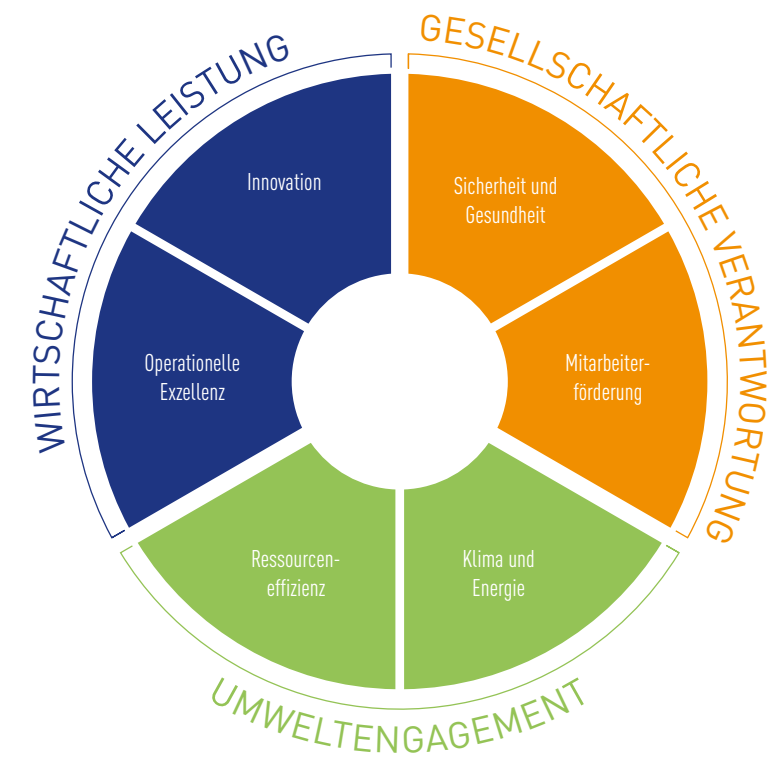 WIRTSCHAFTLICHE LEISTUNG
GESELLSCHAFTLICHE VERANTWORTUNG
Innovation
Sicherheit und
Gesundheit
Operationelle
Exzellenz
Mitarbeiter-
förderung
Ressourcen-
effizienz
Klima und
Energie
UMWELTENGAGEMENT